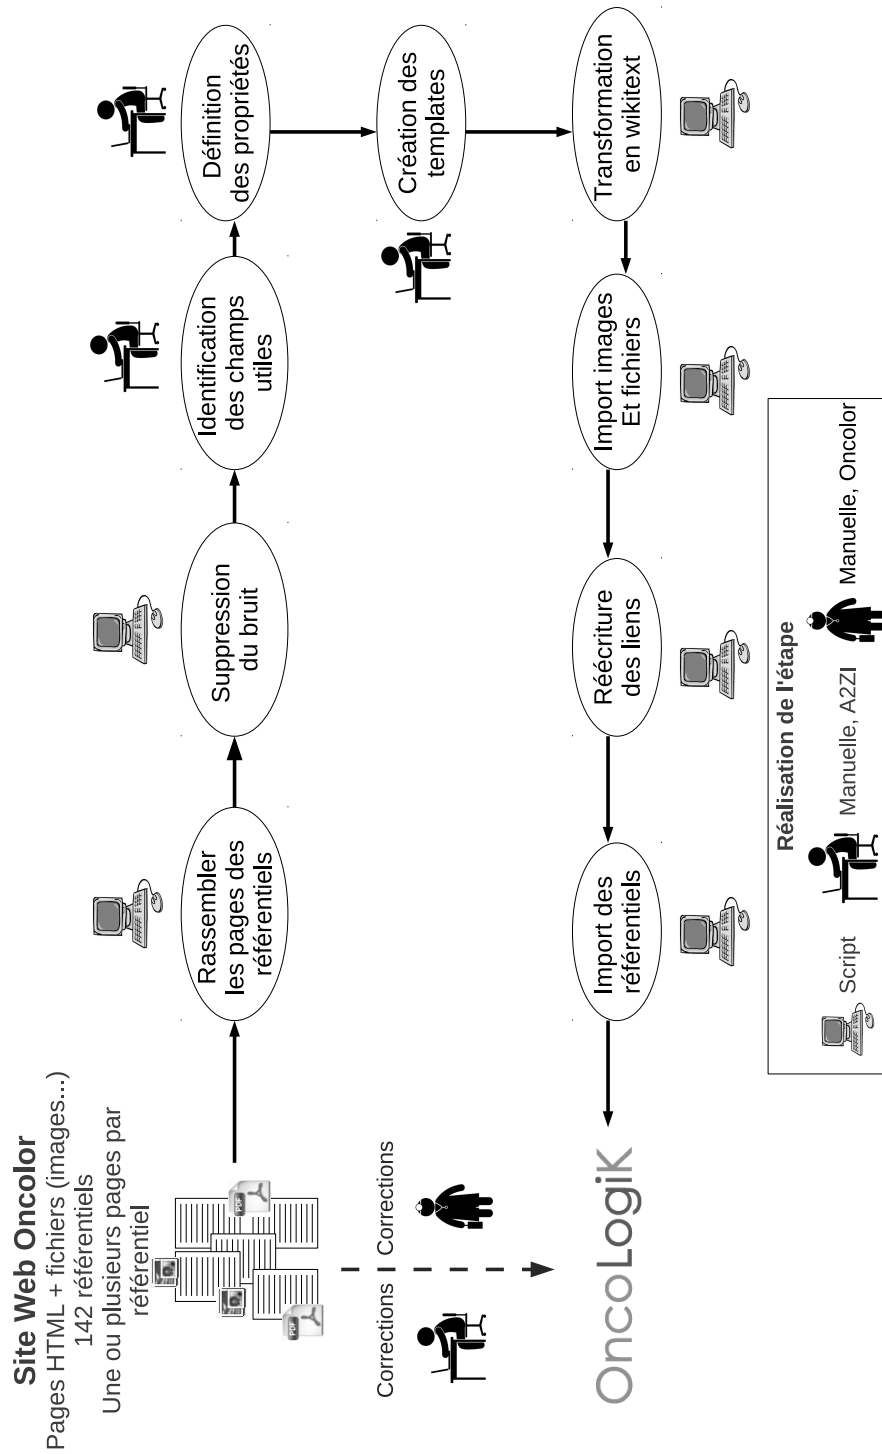 Site Web Oncolor
Pages HTML + fichiers (images...)
142 référentiels
Une ou plusieurs pages par
référentiel
PDF
PDF
Rassembler
les pages des
référentiels
Suppression
du bruit
Identification
des champs
utiles
Définition
des propriétés
Création des
templates
Transformation
en wikitext
Import images
Et fichiers
Réécriture
des liens
Import des
référentiels
Corrections
Corrections
OncoLogiK
Réalisation de l'étape
Script
Manuelle, A2ZI
Manuelle, Oncolor